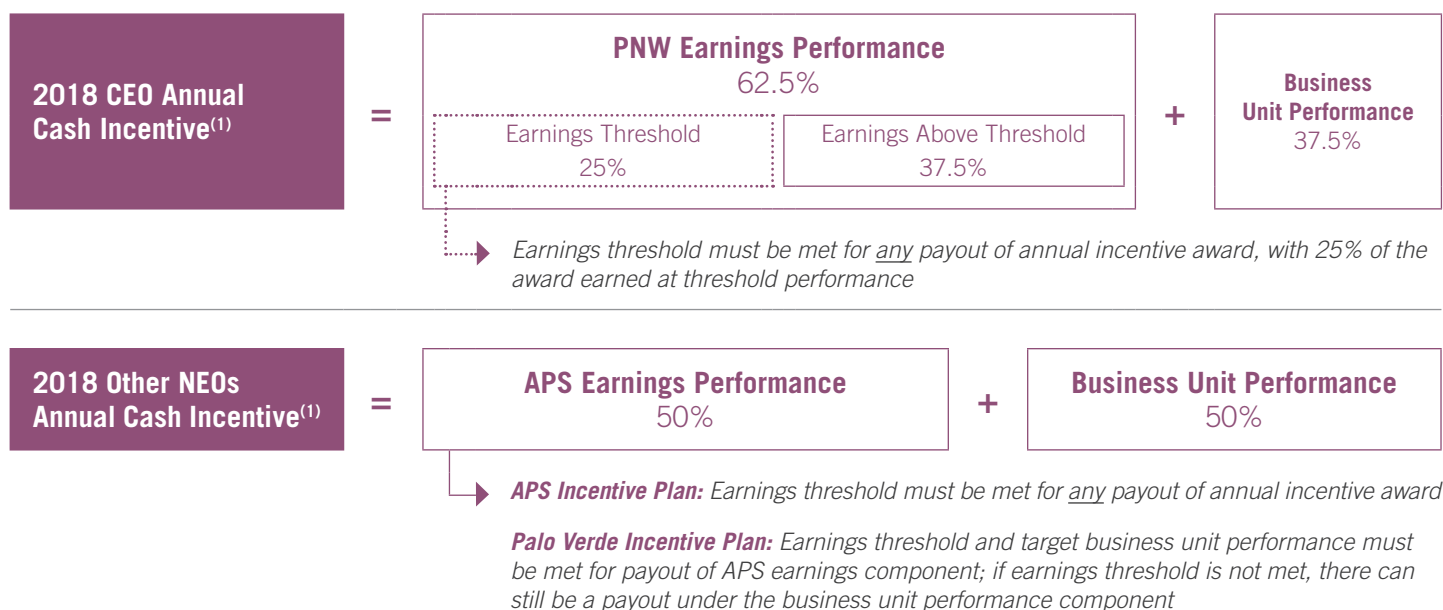 2018 CEO Annual
Cash Incentive(1)
=
PNW Earnings Performance
62.5%
Earnings Threshold
25%
Earnings Above Threshold
37.5%
+
Business
Unit Performance
37.5%
Earnings threshold must be met for any payout of annual incentive award, with 25% of the
award earned at threshold performance
2018 Other NEOs
Annual Cash Incentive(1)
=
APS Earnings Performance
50%
+
Business Unit Performance
50%
APS Incentive Plan: Earnings threshold must be met for any payout of annual incentive award
Palo Verde Incentive Plan: Earnings threshold and target business unit performance must
be met for payout of APS earnings component; if earnings threshold is not met, there can
still be a payout under the business unit performance component